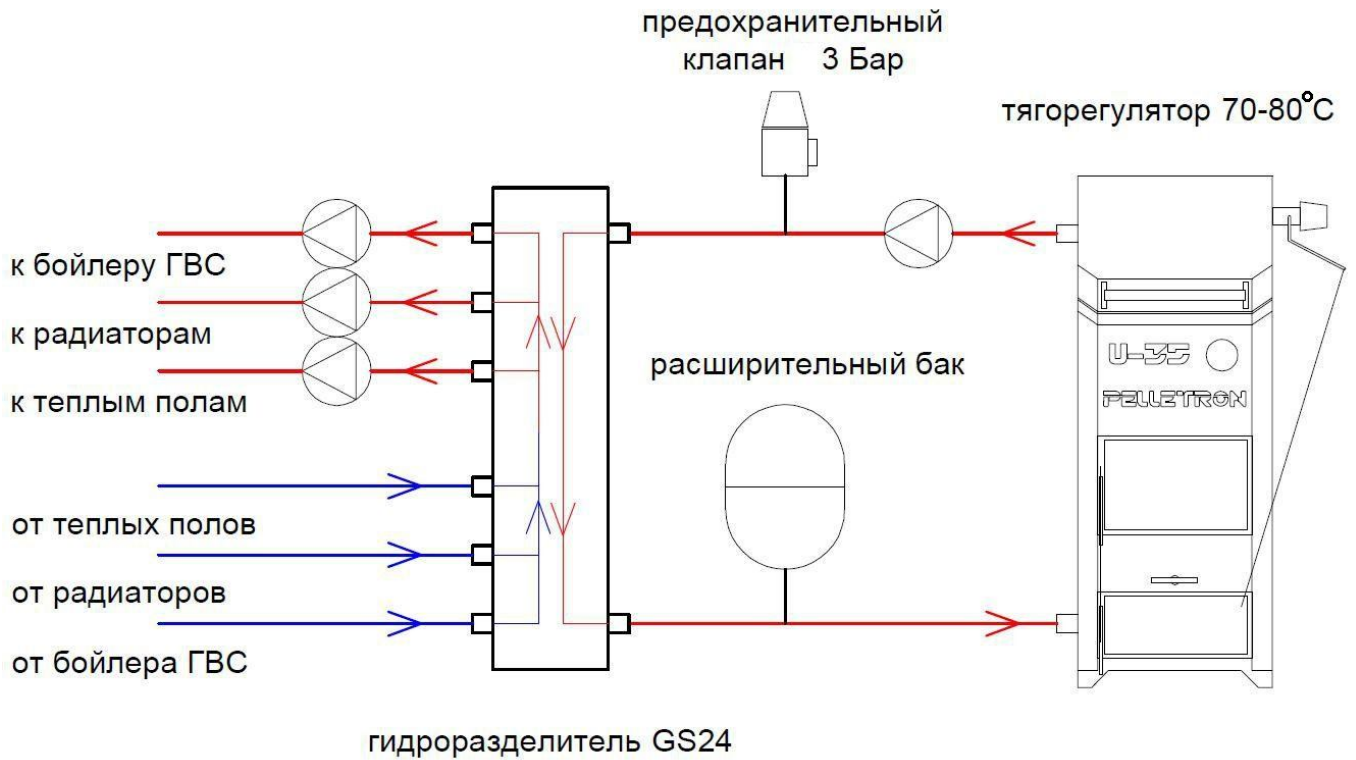 предохранительный
клапан 3 Бар
тягорегулятор 70-80°C
к бойлеру ГВС
к радиаторам
к теплым полам
расширительный бак
U-35
PELLETRON
от теплых полов
от радиаторов
от бойлера ГВС
гидроразделитель GS24